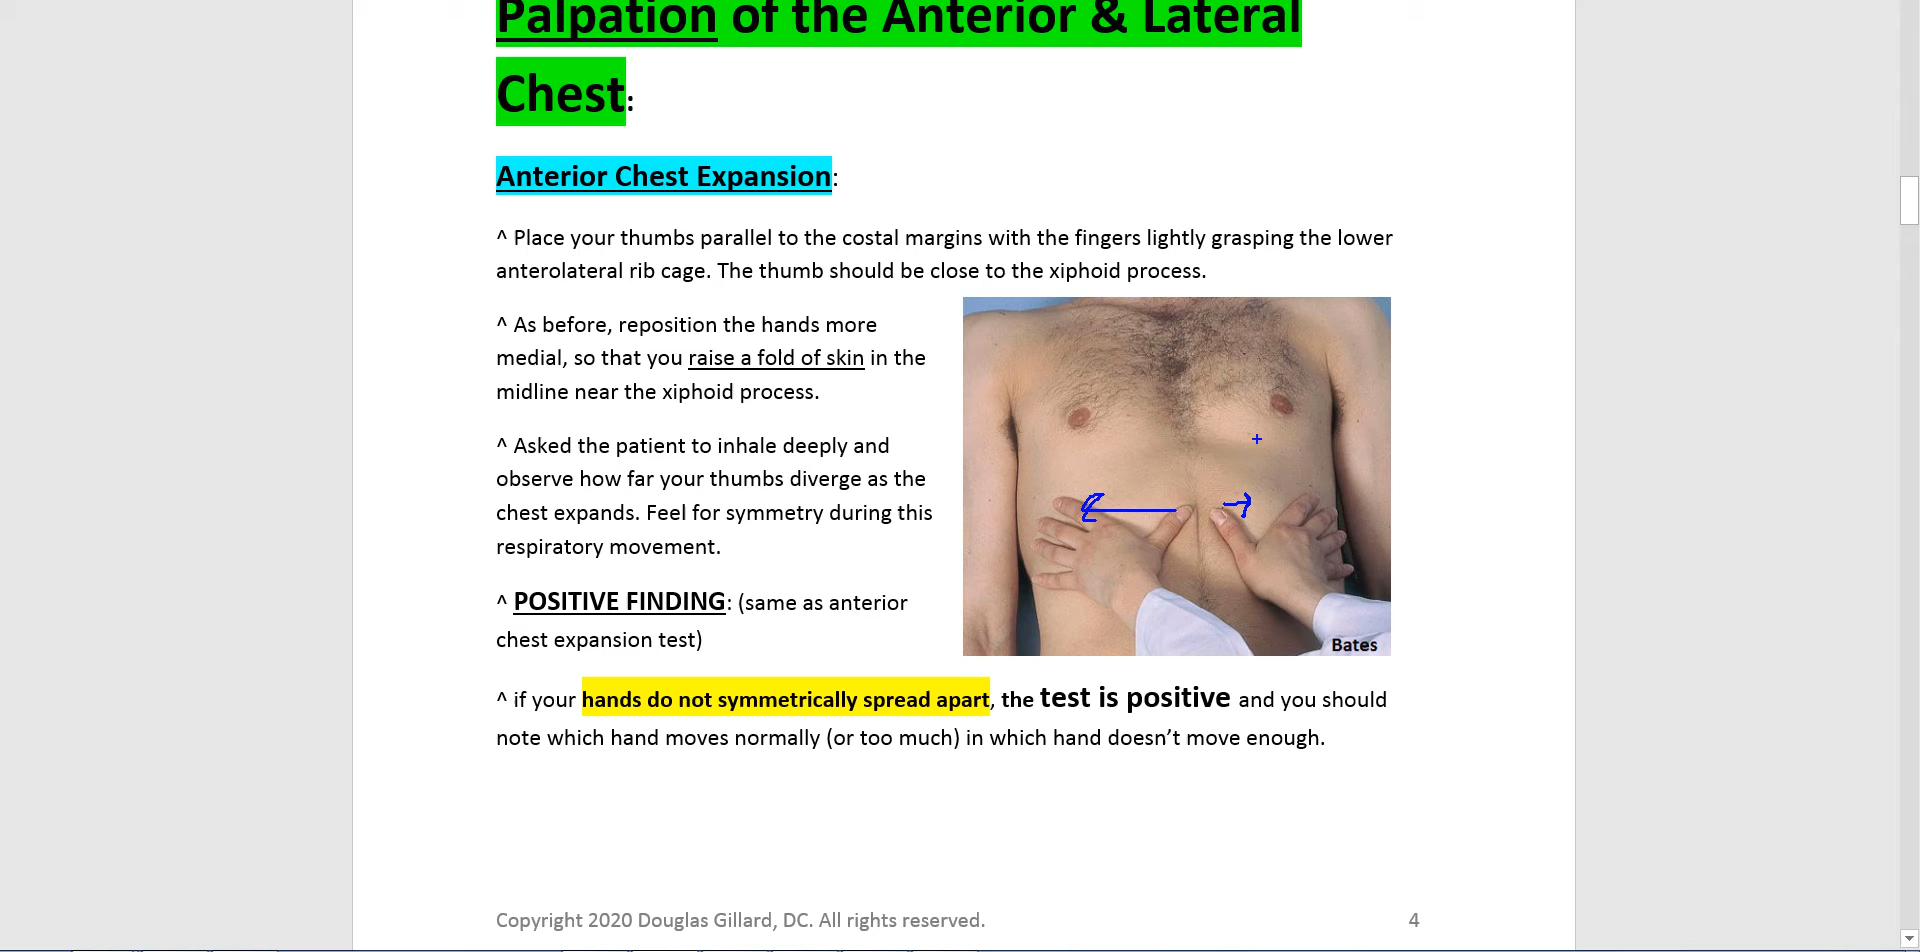 Palpation of the Anterior & Lateral
Chest:
Anterior Chest Expansion:
^ Place your thumbs parallel to the costal margins with the fingers lightly grasping the lower
anterolateral rib cage. The thumb should be close to the xiphoid process.
^ As before, reposition the hands more
medial, so that you raise a fold of skin in the
midline near the xiphoid process.
^ Asked the patient to inhale deeply and
observe how far your thumbs diverge as the
chest expands. Feel for symmetry during this
respiratory movement.
^ POSITIVE FINDING: (same as anterior
chest expansion test)
Bates
^ if your hands do not symmetrically spread apart, the test is positive and you should
note which hand moves normally (or too much) in which hand doesn’t move enough.
Copyright 2020 Douglas Gillard, DC. All rights reserved. 4